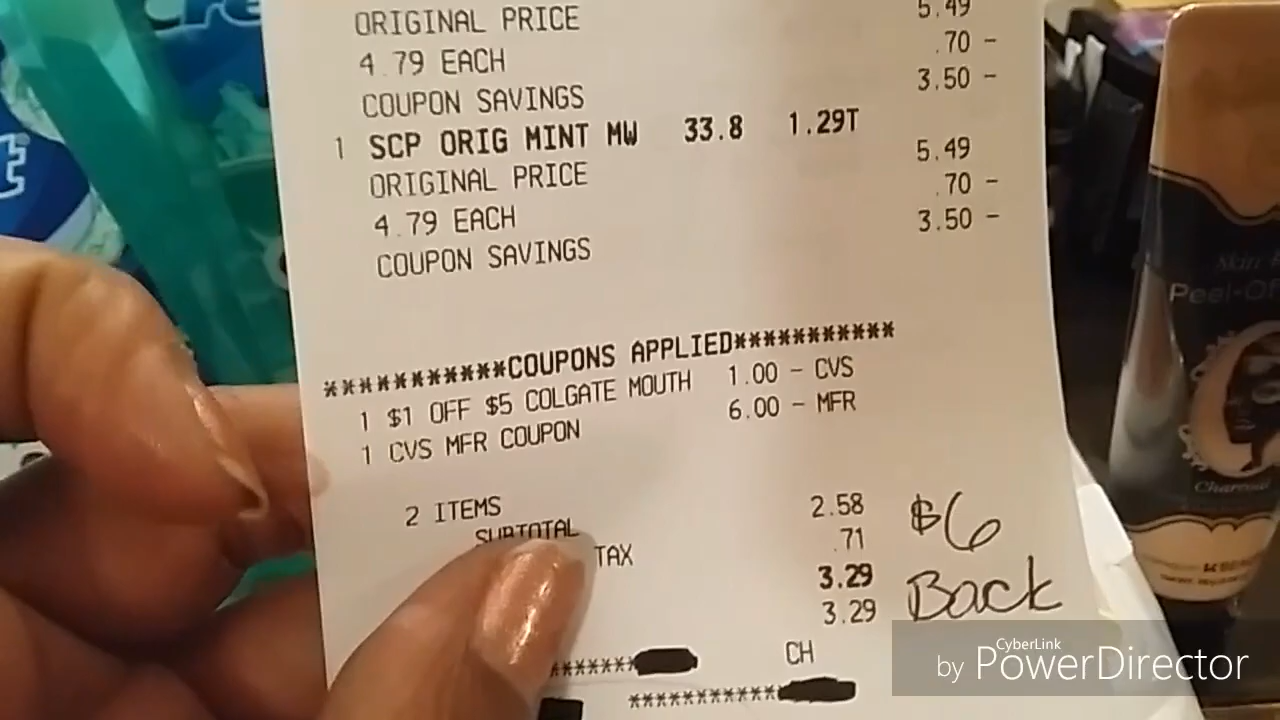 ORIGINAL PRICE 5.49
4.79 EACH .70 -
COUPON SAVINGS 3.50 -
1 SCP ORIG MINT MW 33.8 1.29T
ORIGINAL PRICE 5.49
4.79 EACH .70 -
COUPON SAVINGS 3.50 -
***********COUPONS APPLIED***********
1 $1 OFF $5 COLGATE MOUTH 1.00 - CVS
1 CVS MFR COUPON 6.00 - MFR
2 ITEMS
SUBTOTAL 2.58
TAX .71
3.29
3.29
$6
Back
CH
Peel-
Charcoal
CyberLink
by PowerDirector